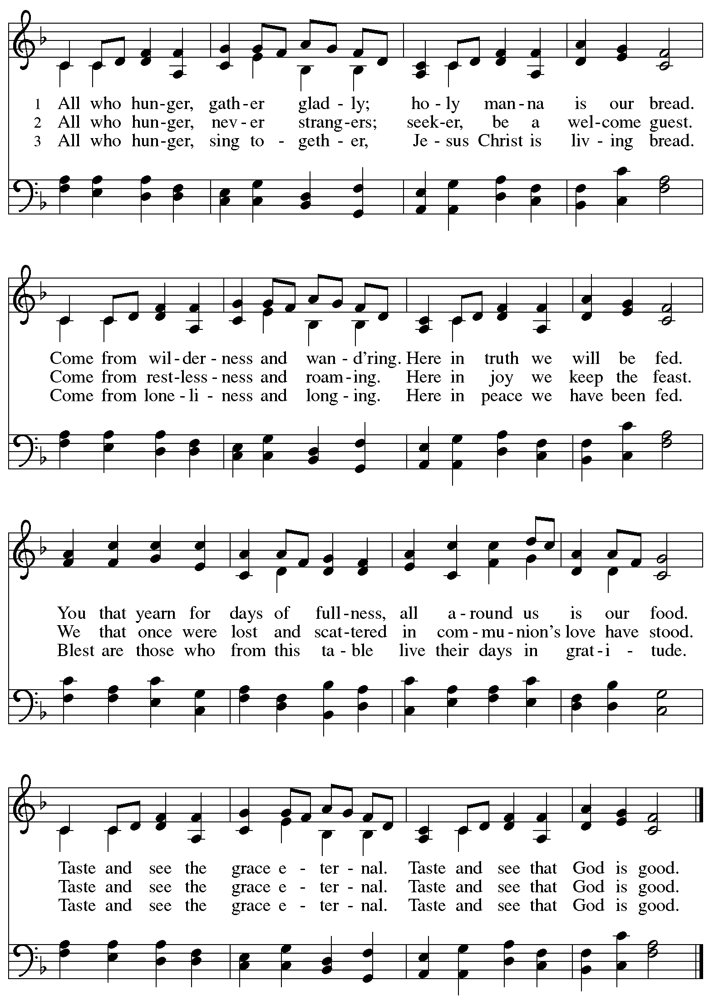 1 All who hun-ger, gath-er glad-ly; ho-ly man-na is our bread.
2 All who hun-ger, nev-er strang-ers; seek-er, be a wel-come guest.
3 All who hun-ger, sing to-geth-er, Je-sus Christ is liv-ing bread.
Come from wil-der-ness and wan-d’ring. Here in truth we will be fed.
Come from rest-less-ness and roam-ing. Here in joy we keep the feast.
Come from lone-li-ness and long-ing. Here in peace we have been fed.
You that yearn for days of full-ness, all a-round us is our food.
We that once were lost and scat-tered in com-mu-nion’s love have stood.
Blest are those who from this ta-ble live their days in grat-i-tude.
Taste and see the grace e-ter-nal. Taste and see that God is good.
Taste and see the grace e-ter-nal. Taste and see that God is good.
Taste and see the grace e-ter-nal. Taste and see that God is good.